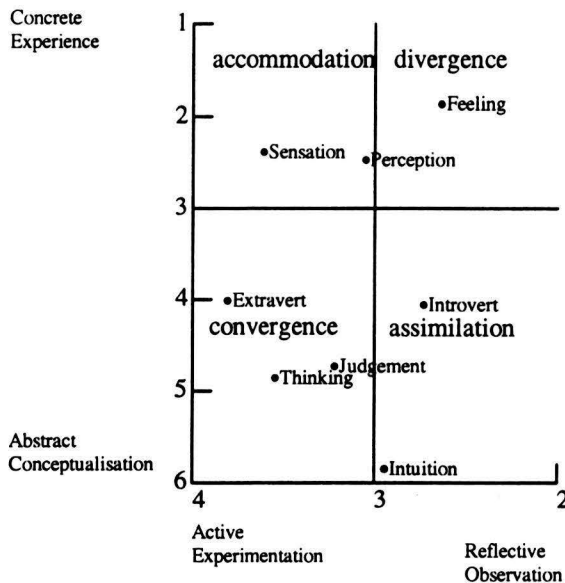 Concrete
Experience
1
accommodation divergence
2
Feeling
Sensation
Perception
3
4
Extravert
Introvert
convergence
assimilation
Judgement
Thinking
5
Abstract
Conceptualisation
Intuition
6
4
3
2
Active
Experimentation
Reflective
Observation